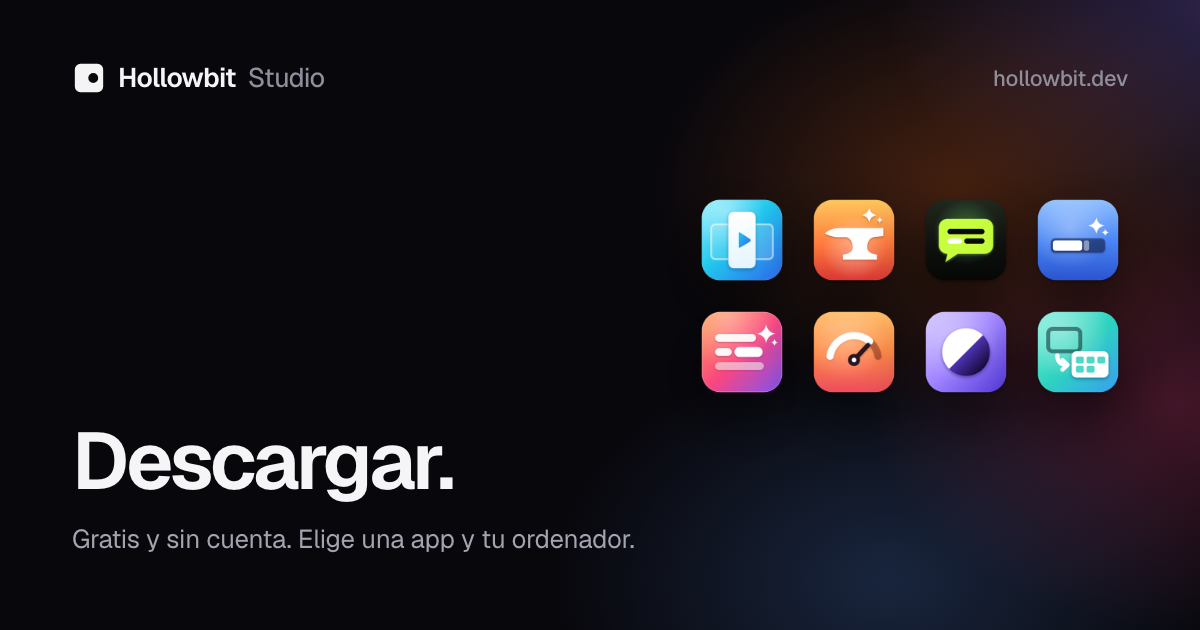 Hollowbit Studio
hollowbit.dev
Descargar.
Gratis y sin cuenta. Elige una app y tu ordenador.